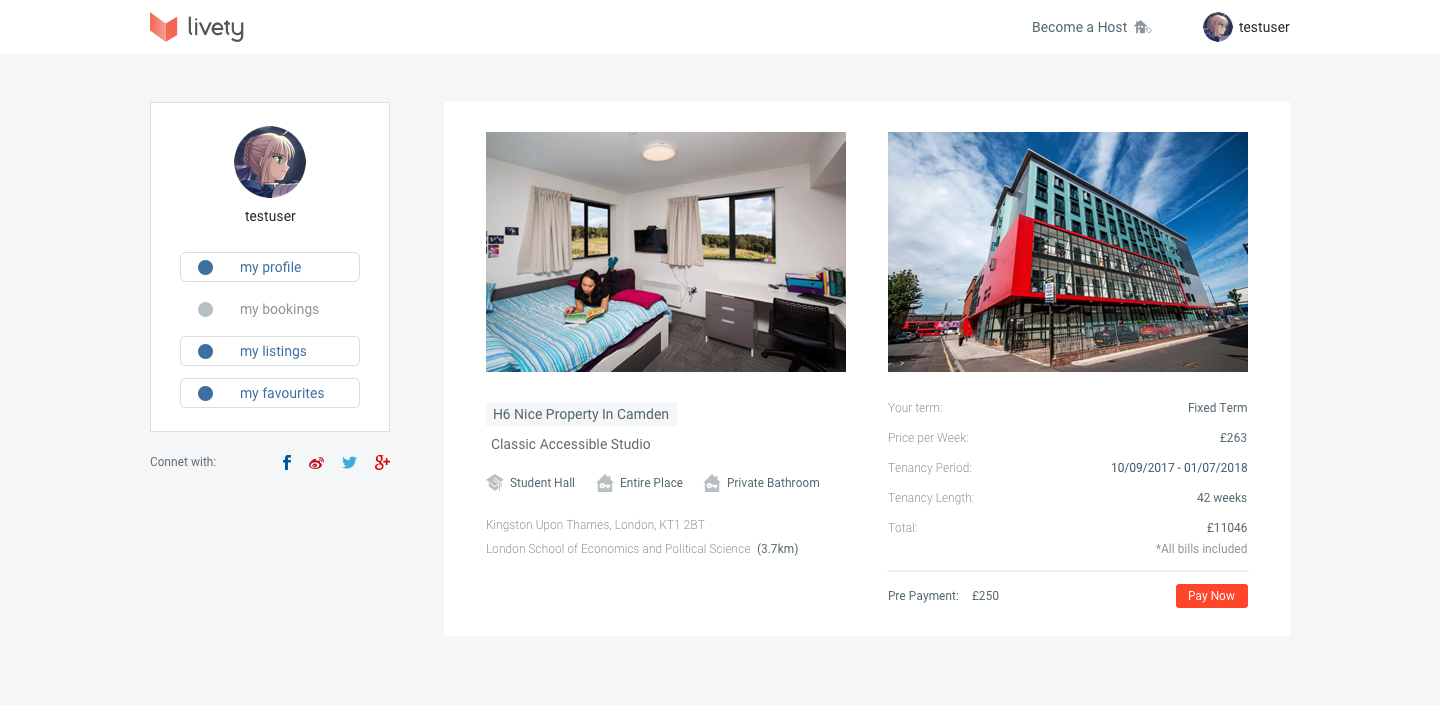 livety
Become a Host
testuser
testuser
my profile
my bookings
my listings
my favourites
Connet with:
H6 Nice Property In Camden
Classic Accessible Studio
Student Hall
Entire Place
Private Bathroom
Kingston Upon Thames, London, KT1 2BT
London School of Economics and Political Science (3.7km)
Your term: Fixed Term
Price per Week: £263
Tenancy Period: 10/09/2017 - 01/07/2018
Tenancy Length: 42 weeks
Total: £11046
*All bills included
Pre Payment: £250
Pay Now